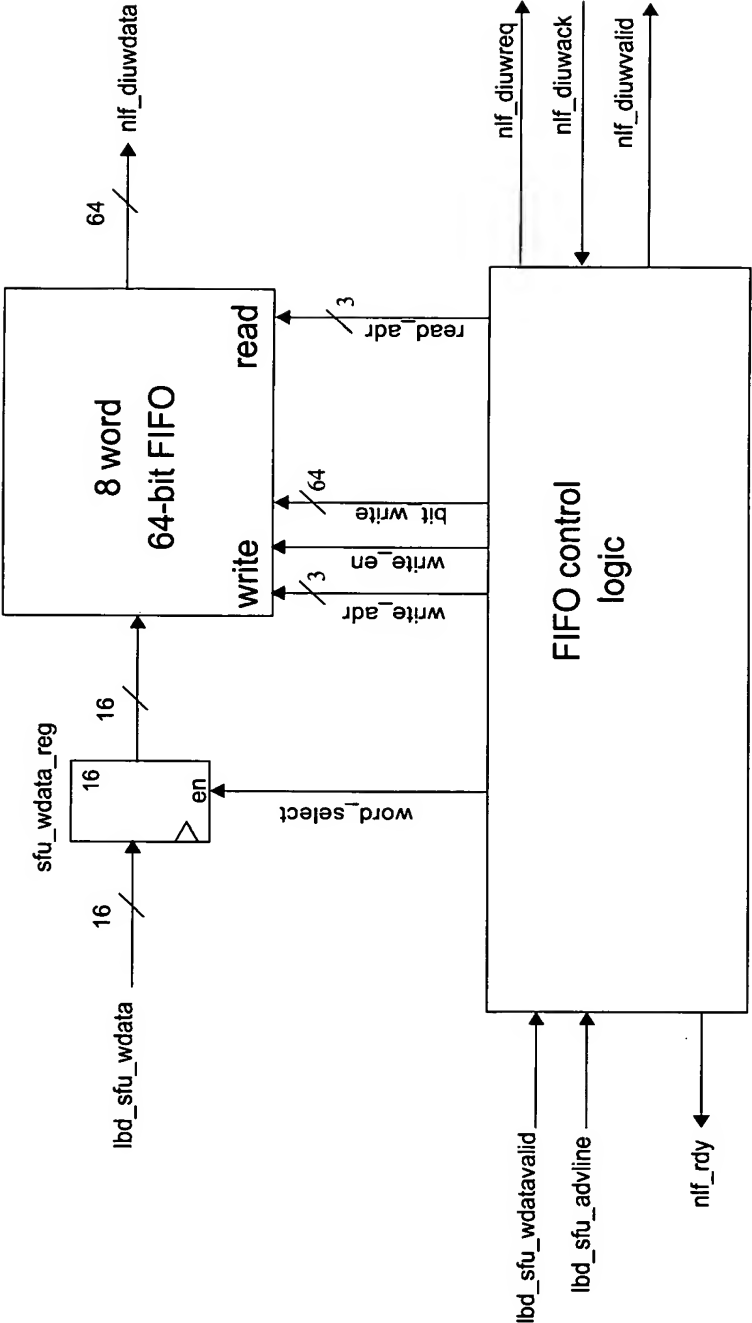 sfu_wdata_reg
lbd_sfu_wdata
16
16
en
16
8 word
64-bit FIFO
write
read
64
nlf_diuwdata
word_select
write_adr
3
write_en
bit_write
64
read_adr
3
FIFO control
logic
lbd_sfu_wdatavalid
lbd_sfu_advline
nlf_rdy
nlf_diuwreq
nlf_diuwack
nlf_diuwvalid